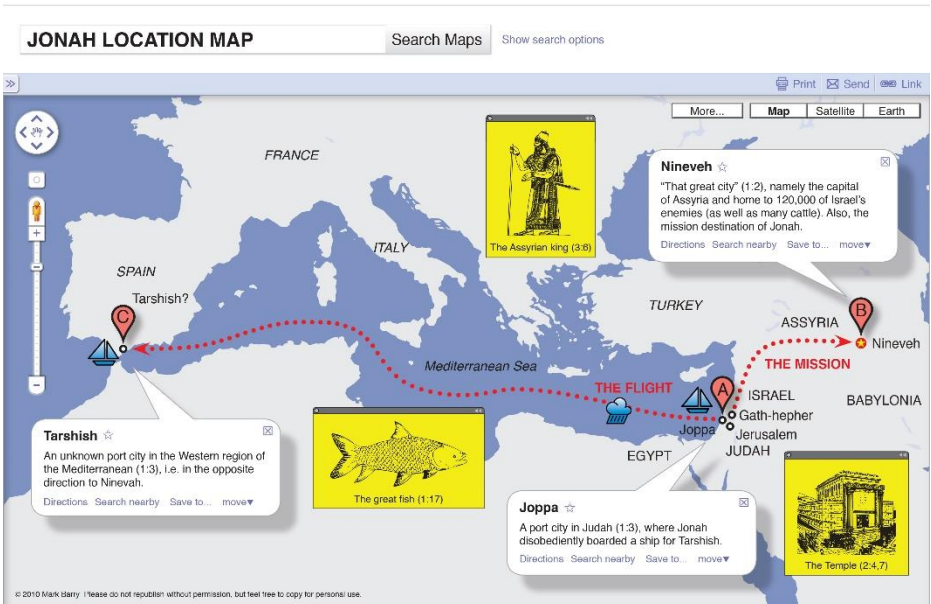 JONAH LOCATION MAP
Search Maps
Show search options
Print
Send
Link
More...
Map
Satellite
Earth
FRANCE
The Assyrian king (3:6)
Nineveh
"That great city" (1:2), namely the capital
of Assyria and home to 120,000 of Israel's
enemies (as well as many cattle). Also, the
mission destination of Jonah.
Directions Search nearby Save to... move
ITALY
SPAIN
Tarshish?
C
TURKEY
B
ASSYRIA
Nineveh
THE MISSION
Mediterranean Sea
THE FLIGHT
A
ISRAEL
BABYLONIA
Gath-hepher
Joppa
Jerusalem
JUDAH
EGYPT
Tarshish
An unknown port city in the Western region of
the Mediterranean (1:3), i.e. in the opposite
direction to Ninevah.
Directions Search nearby Save to... move
The great fish (1:17)
Joppa
A port city in Judah (1:3), where Jonah
disobediently boarded a ship for Tarshish.
Directions Search nearby Save to... move
The Temple (2:4,7)
© 2010 Mark Barry Please do not republish without permission, but feel free to copy for personal use.